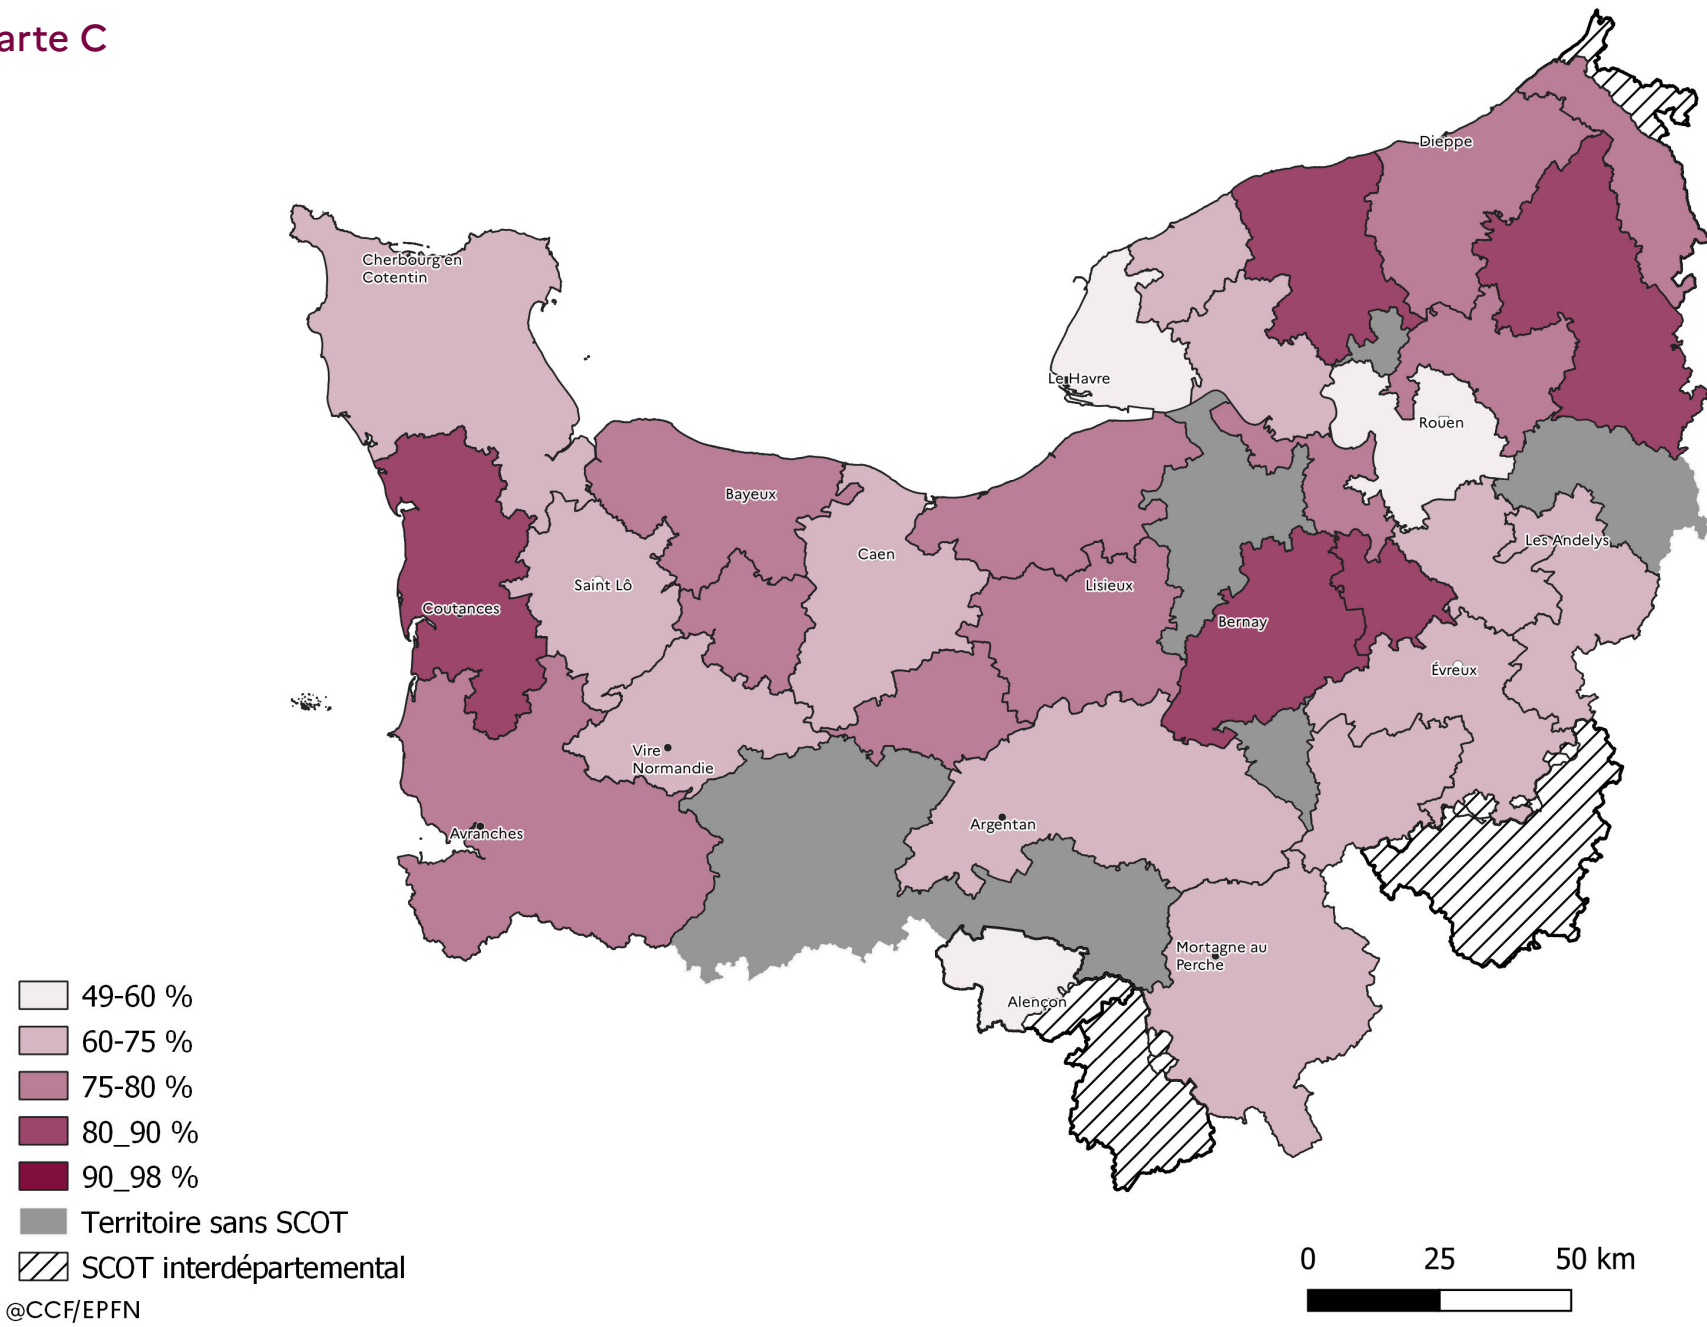 arte C
Dieppe
Cherbourg en
Cotentin
Le Havre
Rouen
Bayeux
Caen
Les Andelys
Saint Lô
Lisieux
Coutances
Bernay
Évreux
Vire
Normandie
Avranches
Argentan
Mortagne au
Perche
Alençon
49-60 %
60-75 %
75-80 %
80_90 %
90_98 %
Territoire sans SCOT
SCOT interdépartemental
@CCF/EPFN
0 25 50 km